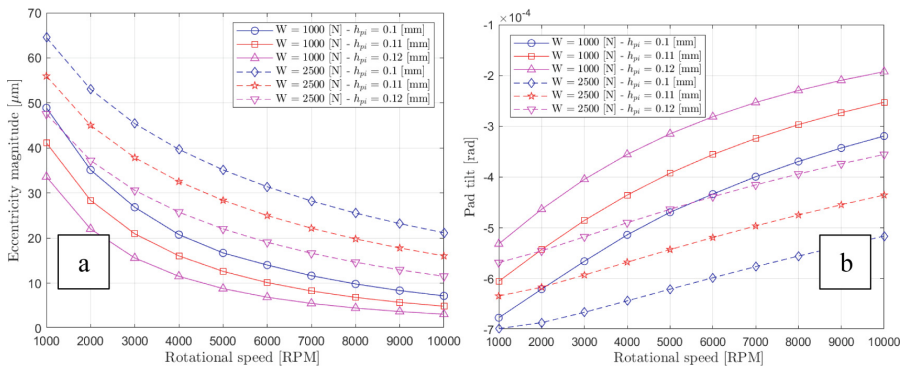 70
60
50
40
30
20
10
0
Eccentricity magnitude [μm]
W = 1000 [N] - h_pi = 0.1 [mm]
W = 1000 [N] - h_pi = 0.11 [mm]
W = 1000 [N] - h_pi = 0.12 [mm]
W = 2500 [N] - h_pi = 0.1 [mm]
W = 2500 [N] - h_pi = 0.11 [mm]
W = 2500 [N] - h_pi = 0.12 [mm]
a
1000 2000 3000 4000 5000 6000 7000 8000 9000 10000
Rotational speed [RPM]
×10⁻⁴
-1
-2
-3
-4
-5
-6
-7
Pad tilt [rad]
W = 1000 [N] - h_pi = 0.1 [mm]
W = 1000 [N] - h_pi = 0.11 [mm]
W = 1000 [N] - h_pi = 0.12 [mm]
W = 2500 [N] - h_pi = 0.1 [mm]
W = 2500 [N] - h_pi = 0.11 [mm]
W = 2500 [N] - h_pi = 0.12 [mm]
b
1000 2000 3000 4000 5000 6000 7000 8000 9000 10000
Rotational speed [RPM]